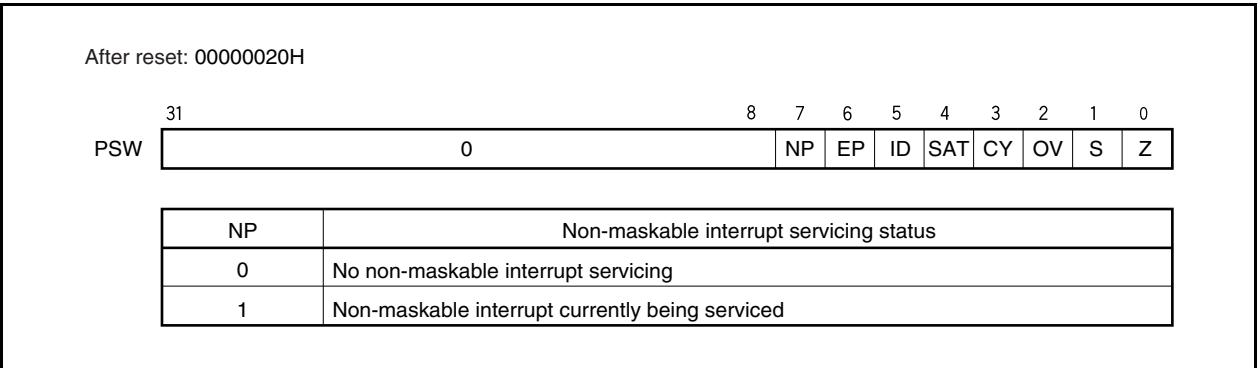 After reset: 00000020H
31 8 7 6 5 4 3 2 1 0
PSW 0 NP EP ID SAT CY OV S Z
NP Non-maskable interrupt servicing status
0 No non-maskable interrupt servicing
1 Non-maskable interrupt currently being serviced